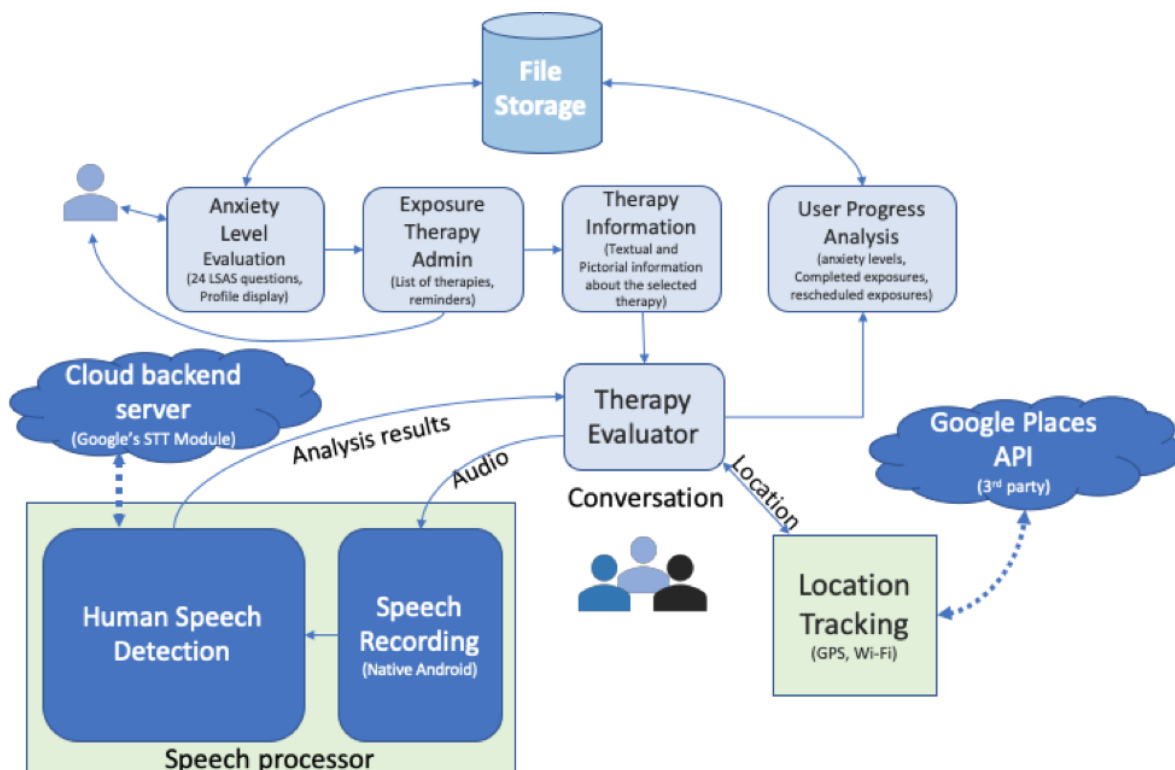 File
Storage
Anxiety
Level
Evaluation
(24 LSAS questions,
Profile display)
Exposure
Therapy
Admin
(List of therapies,
reminders)
Therapy
Information
(Textual and
Pictorial information
about the selected
therapy)
User Progress
Analysis
(anxiety levels,
Completed exposures,
rescheduled exposures)
Cloud backend
server
(Google's STT Module)
Analysis results
Audio
Therapy
Evaluator
Conversation
Location
Google Places
API
(3rd party)
Human Speech
Detection
Speech
Recording
(Native Android)
Speech processor
Location
Tracking
(GPS, Wi-Fi)